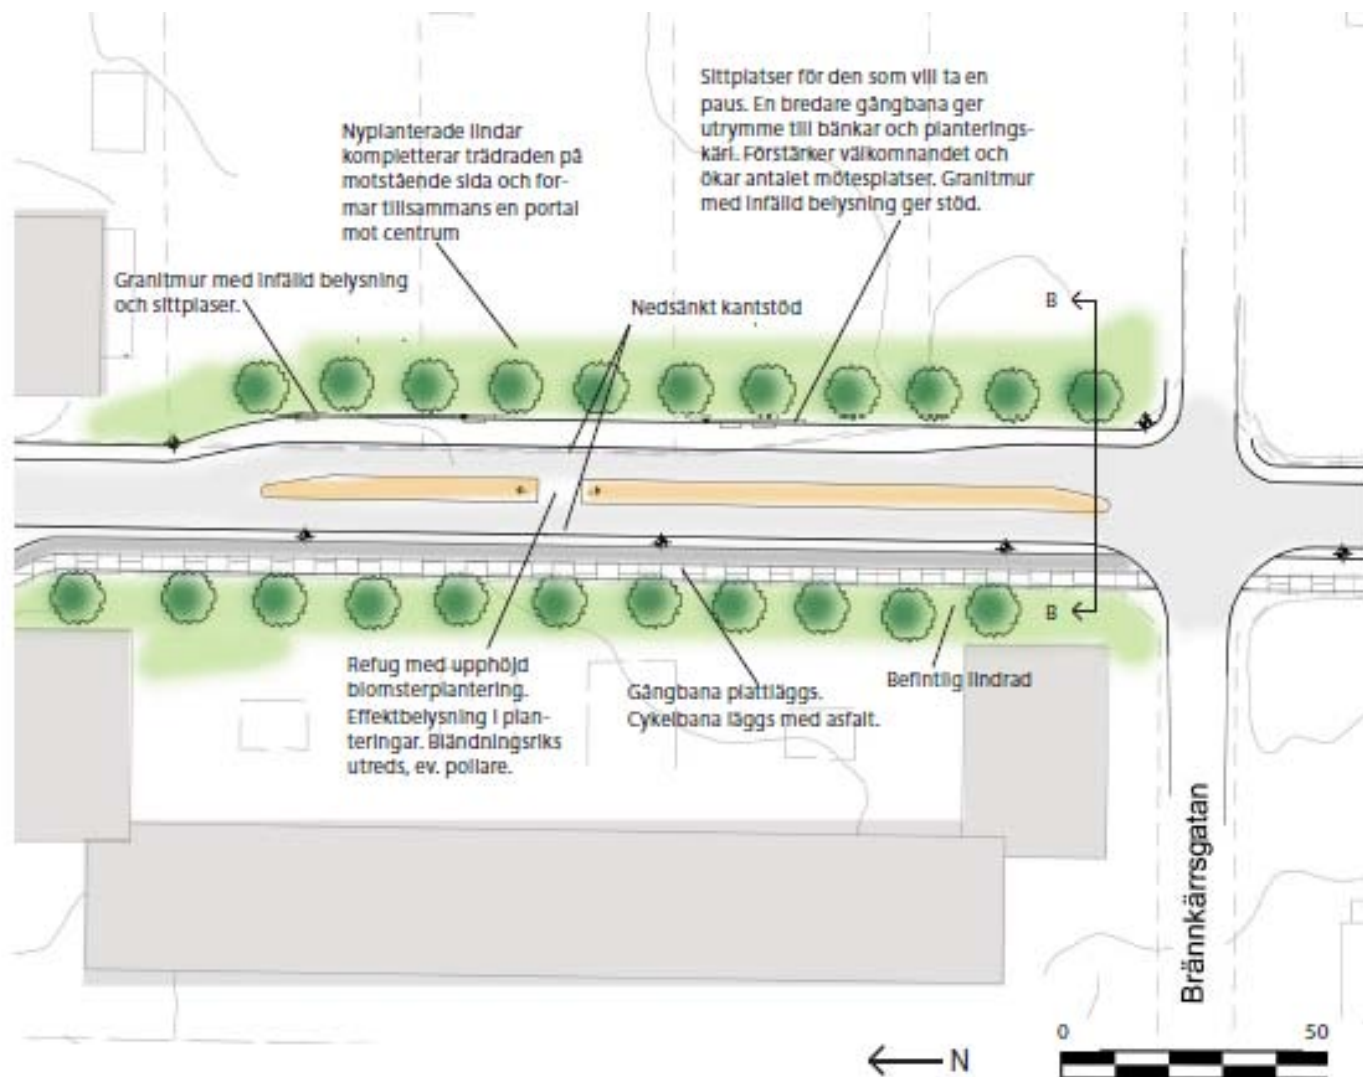 Sittplatser för den som vill ta en
paus. En bredare gångbana ger
utrymme till bänkar och planterings-
kärl. Förstärker välkomnandet och
ökar antalet mötesplatser. Granitmur
med infälld belysning ger stöd.
Nyplanterade lindar
kompletterar trädraden på
motstående sida och for-
mar tillsammans en portal
mot centrum
Granitmur med infälld belysning
och sittplaser.
Nedsänkt kantstöd
B
B
Refug med upphöjd
blomsterplantering.
Effektbelysning i plan-
teringar. Bländningsriks
utreds, ev. pollare.
Gångbana plattläggs.
Cykelbana läggs med asfalt.
Befintlig lindrad
Brännkärrsgatan
N
0
50